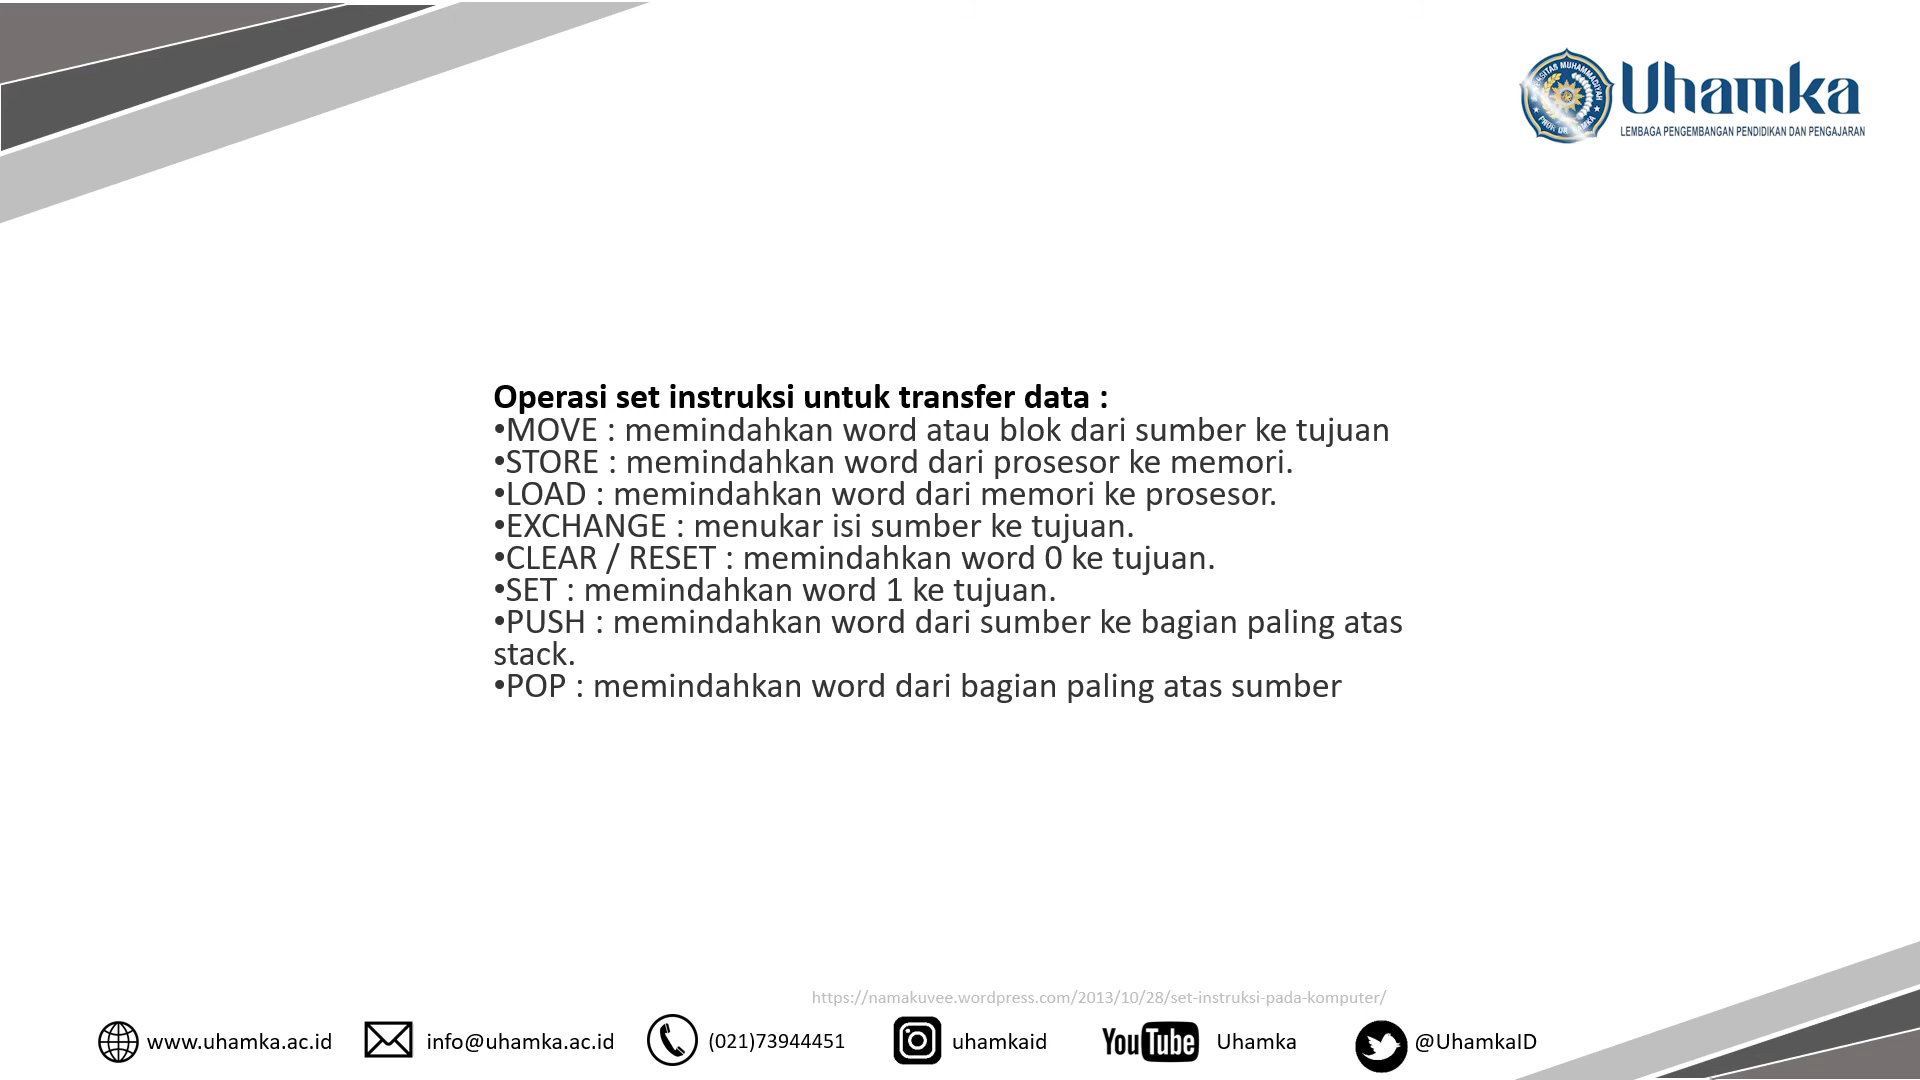 Uhamka
LEMBAGA PENGEMBANGAN PENDIDIKAN DAN PENGAJARAN
Operasi set instruksi untuk transfer data :
•MOVE : memindahkan word atau blok dari sumber ke tujuan
•STORE : memindahkan word dari prosesor ke memori.
•LOAD : memindahkan word dari memori ke prosesor.
•EXCHANGE : menukar isi sumber ke tujuan.
•CLEAR / RESET : memindahkan word 0 ke tujuan.
•SET : memindahkan word 1 ke tujuan.
•PUSH : memindahkan word dari sumber ke bagian paling atas
stack.
•POP : memindahkan word dari bagian paling atas sumber
https://namakuvee.wordpress.com/2013/10/28/set-instruksi-pada-komputer/
www.uhamka.ac.id info@uhamka.ac.id (021)73944451 uhamkaid YouTube Uhamka @UhamkaID